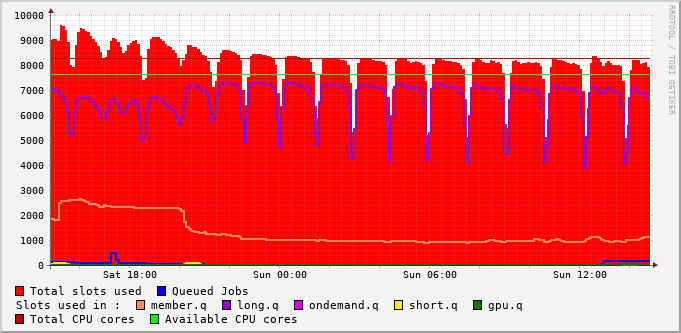 10000
9000
8000
7000
6000
5000
4000
3000
2000
1000
0
Sat 18:00 Sun 00:00 Sun 06:00 Sun 12:00
RRDTOOL / TOBI OETIKER
Total slots used Queued Jobs
Slots used in : member.q long.q ondemand.q short.q gpu.q
Total CPU cores Available CPU cores